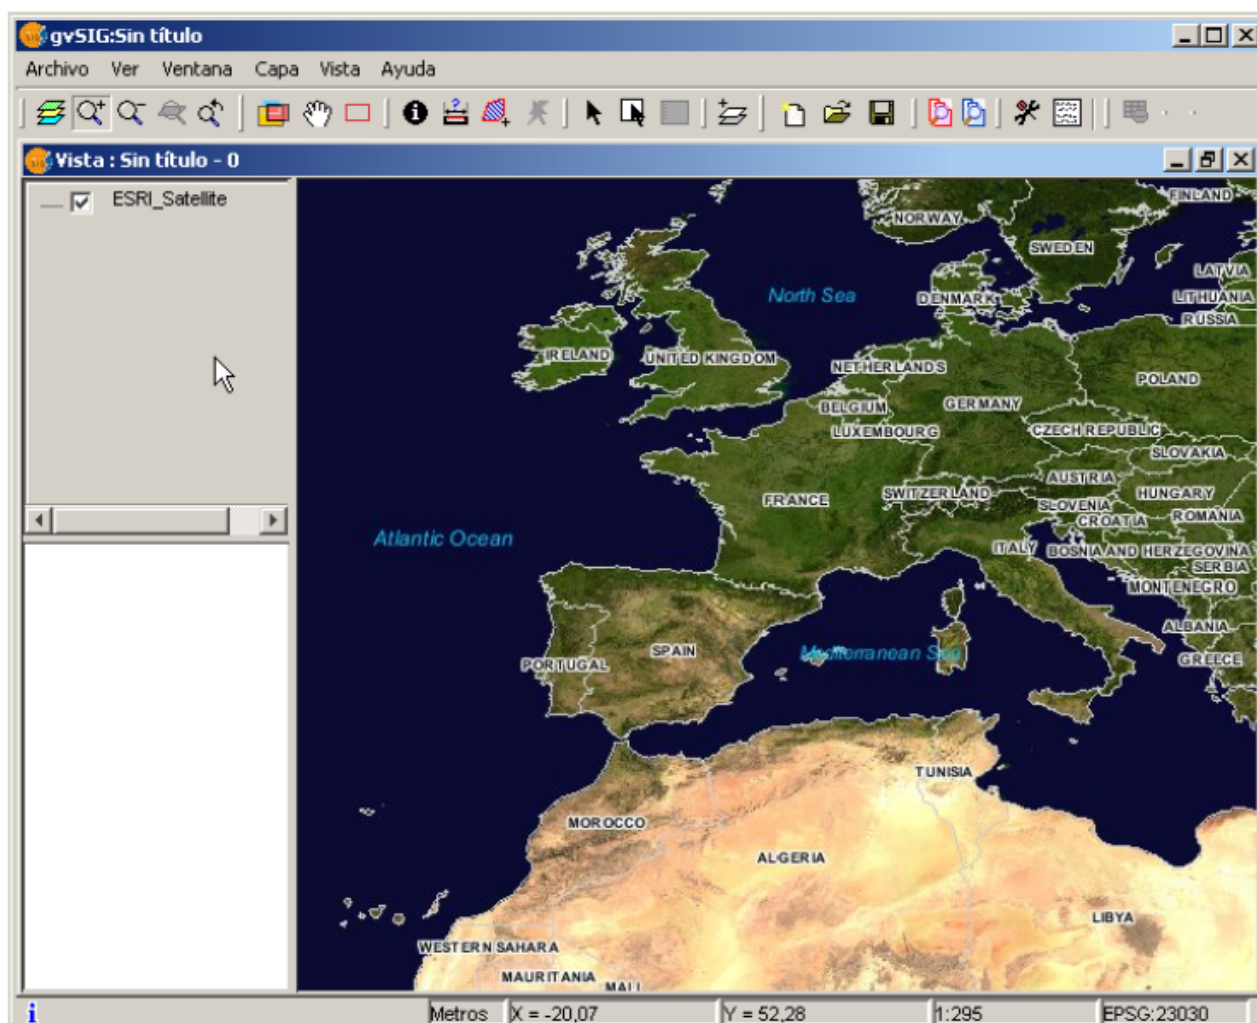 gvSIG:Sin título
Archivo Ver Ventana Capa Vista Ayuda
Vista : Sin título - 0
ESRI_Satellite
FINLAND
NORWAY
SWEDEN
LATVIA
North Sea
DENMARK
LITHUANIA
RUSSIA
IRELAND
UNITED KINGDOM
NETHERLANDS
POLAND
BELGIUM
GERMANY
LUXEMBOURG
CZECH REPUBLIC
SLOVAKIA
AUSTRIA
SWITZERLAND
HUNGARY
FRANCE
SLOVENIA
CROATIA
ROMANIA
Atlantic Ocean
ITALY
BOSNIA AND HERZEGOVINA
SERBIA
MONTENEGRO
ALBANIA
SPAIN
Mediterranean Sea
GREECE
PORTUGAL
TUNISIA
MOROCCO
ALGERIA
LIBYA
WESTERN SAHARA
MAURITANIA
MALI
Metros X = -20,07 Y = 52,28 1:295 EPSG:23030